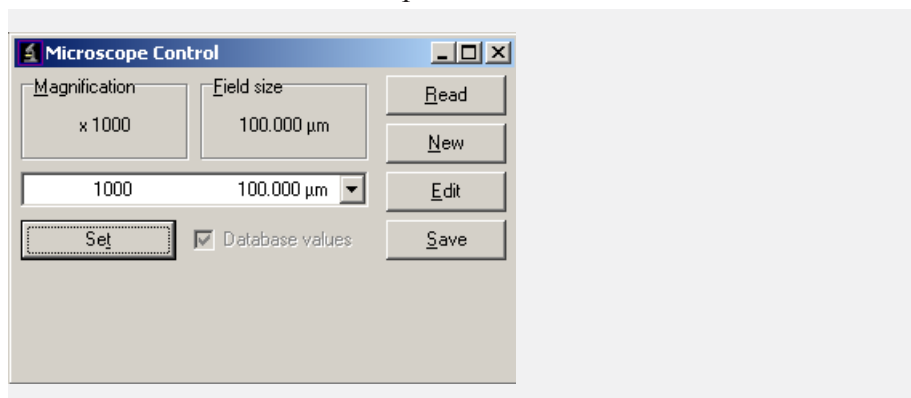 Microscope Control
Magnification
Field size
x 1000
100.000 µm
Read
New
1000 100.000 µm
Edit
Set
Database values
Save